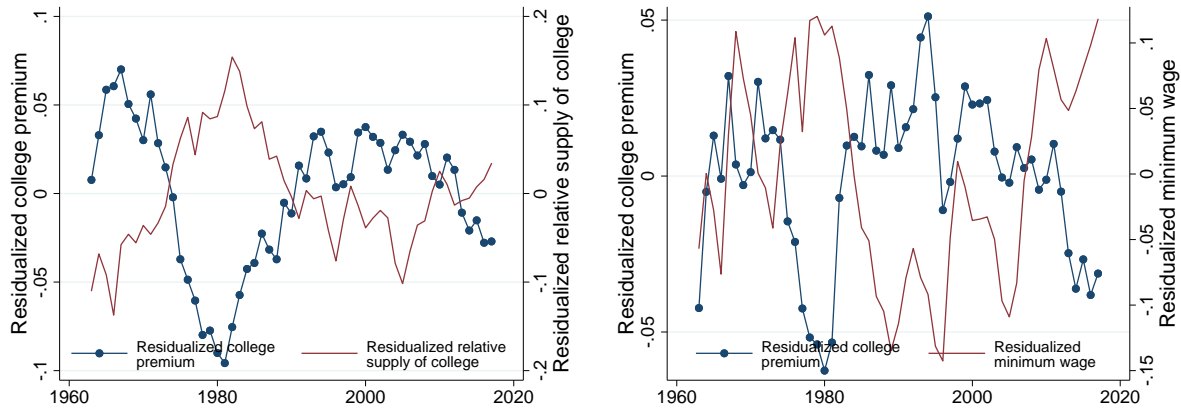 Residualized college premium
.1
.05
0
-.05
-.1
Residualized relative supply of college
.2
.1
0
-.1
-.2
1960
1980
2000
2020
Residualized college
premium
Residualized relative
supply of college
Residualized college premium
.05
0
-.05
Residualized minimum wage
.1
.05
0
-.05
-.1
-.15
1960
1980
2000
2020
Residualized college
premium
Residualized
minimum wage